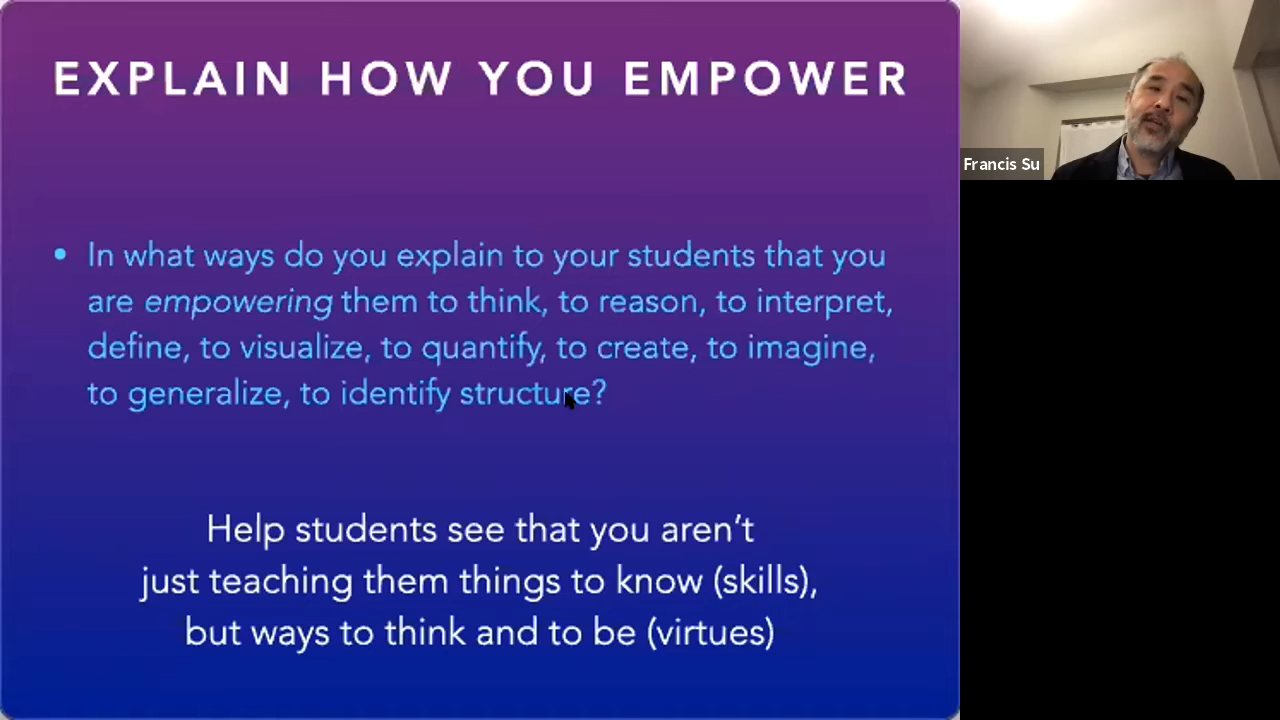 EXPLAIN HOW YOU EMPOWER
• In what ways do you explain to your students that you
are empowering them to think, to reason, to interpret,
define, to visualize, to quantify, to create, to imagine,
to generalize, to identify structure?
Help students see that you aren’t
just teaching them things to know (skills),
but ways to think and to be (virtues)
Francis Su